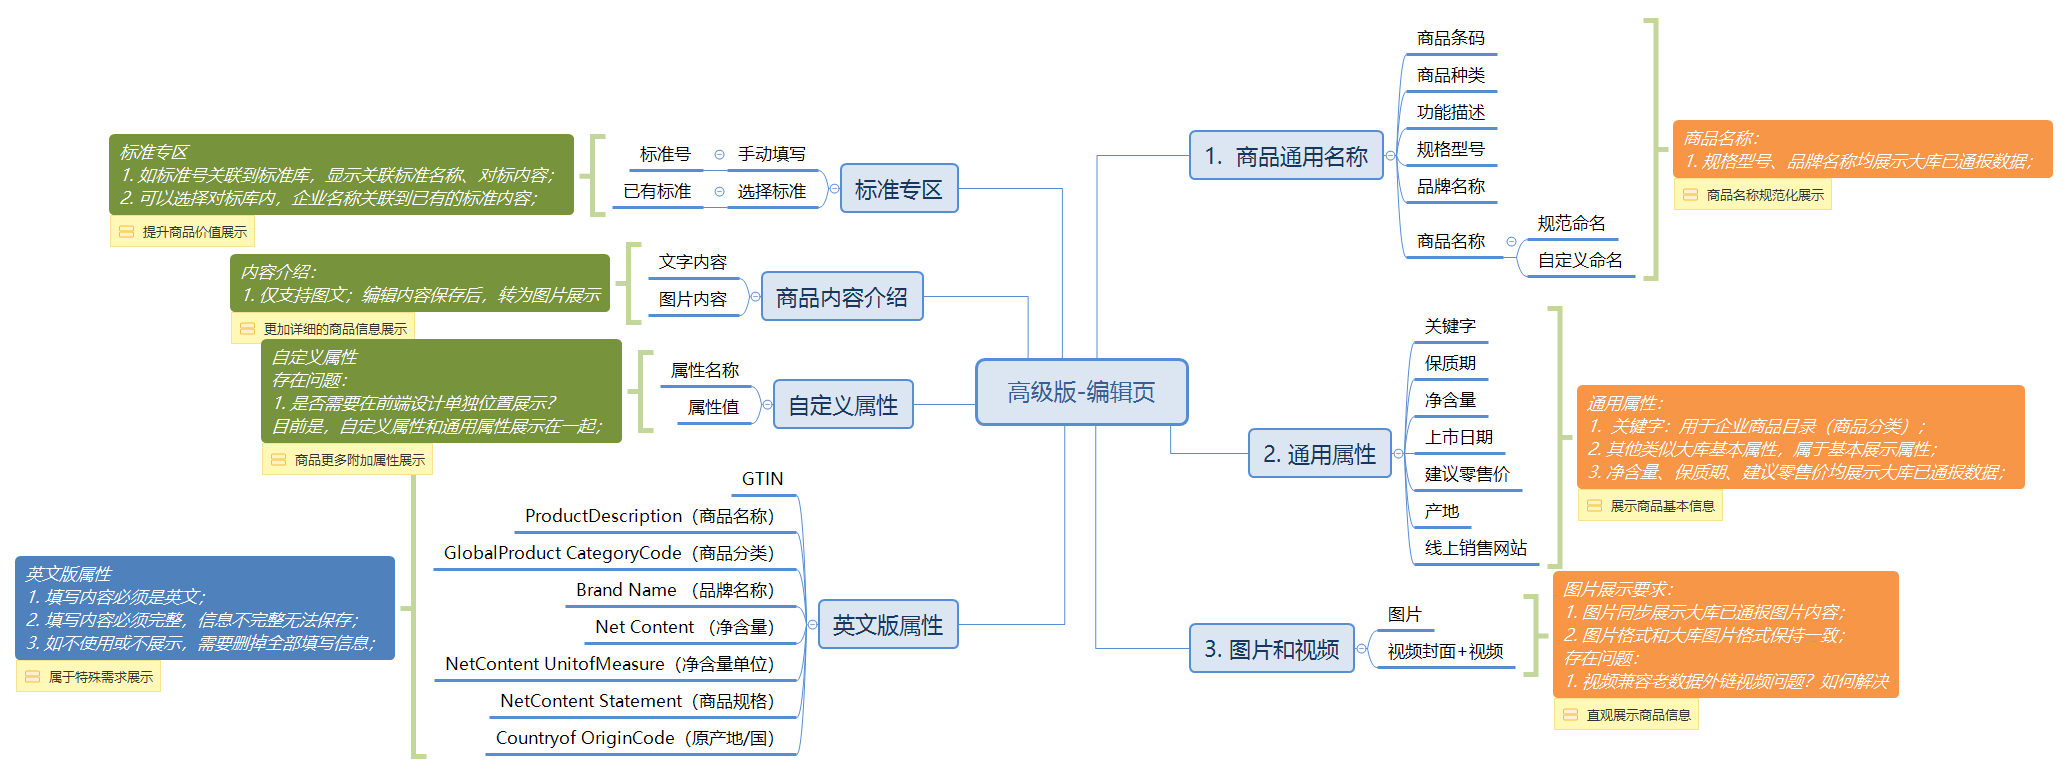 高级版-编辑页
1. 商品通用名称
商品条码
商品种类
功能描述
规格型号
品牌名称
商品名称
规范命名
自定义命名
商品名称：
1. 规格型号、品牌名称均展示大库已通报数据；
商品名称规范化展示
2. 通用属性
关键字
保质期
净含量
上市日期
建议零售价
产地
线上销售网站
通用属性：
1. 关键字：用于企业商品目录（商品分类）；
2. 其他类似大库基本属性，属于基本展示属性；
3. 净含量、保质期、建议零售价均展示大库已通报数据；
展示商品基本信息
3. 图片和视频
图片
视频封面+视频
图片展示要求：
1. 图片同步展示大库已通报图片内容；
2. 图片格式和大库图片格式保持一致；
存在问题：
1. 视频兼容老数据外链视频问题？如何解决
直观展示商品信息
标准专区
手动填写
标准号
选择标准
已有标准
标准专区
1. 如标准号关联到标准库，显示关联标准名称、对标内容；
2. 可以选择对标库内，企业名称关联到已有的标准内容；
提升商品价值展示
商品内容介绍
文字内容
图片内容
内容介绍：
1. 仅支持图文；编辑内容保存后，转为图片展示
更加详细的商品信息展示
自定义属性
属性名称
属性值
自定义属性
存在问题：
1. 是否需要在前端设计单独位置展示？
目前是，自定义属性和通用属性展示在一起；
商品更多附加属性展示
英文版属性
GTIN
ProductDescription（商品名称）
GlobalProduct CategoryCode（商品分类）
Brand Name （品牌名称）
Net Content （净含量）
NetContent UnitofMeasure（净含量单位）
NetContent Statement（商品规格）
Countryof OriginCode（原产地/国）
英文版属性
1. 填写内容必须是英文；
2. 填写内容必须完整，信息不完整无法保存；
3. 如不使用或不展示，需要删掉全部填写信息；
属于特殊需求展示